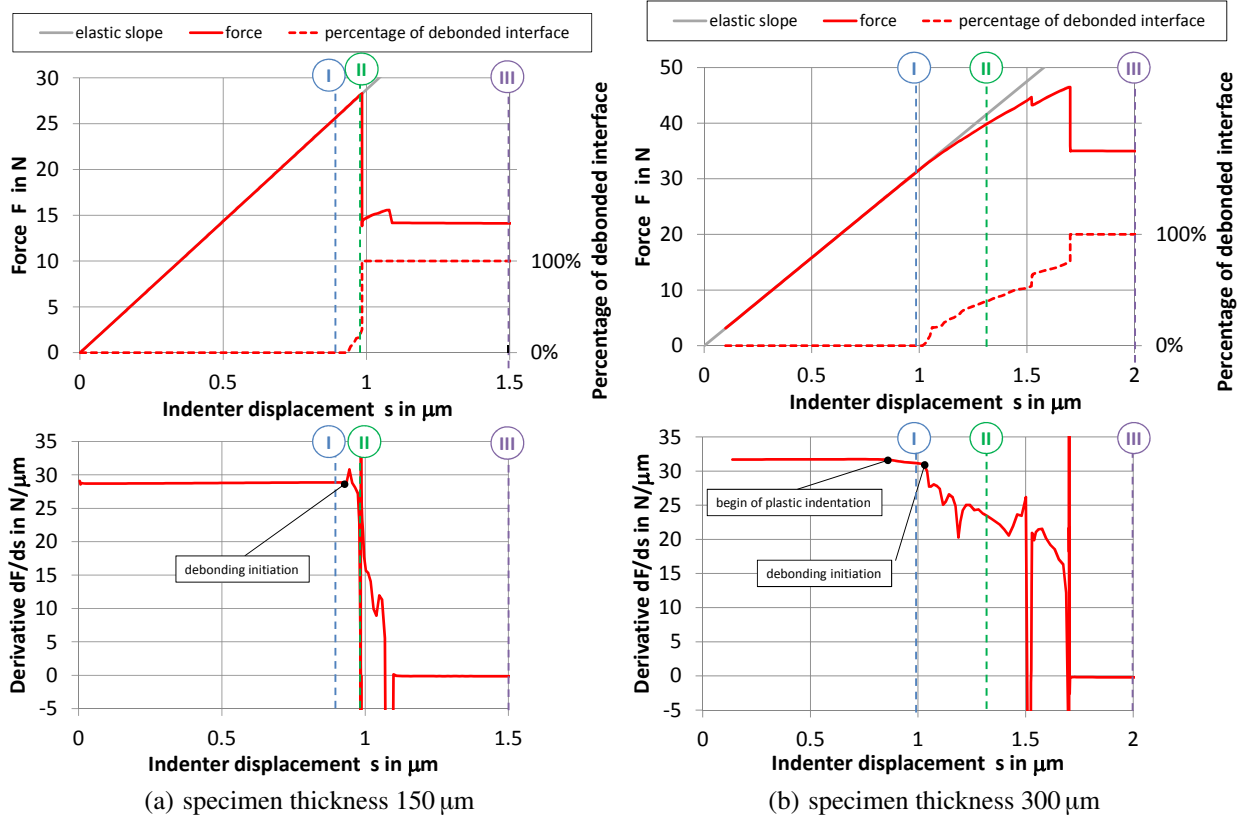 elastic slope force percentage of debonded interface
I II III
30
25
20
15
10
5
0
Force F in N
100%
0%
Percentage of debonded interface
0 0.5 1 1.5
Indenter displacement s in μm
I II III
35
30
25
20
15
10
5
0
-5
Derivative dF/ds in N/μm
debonding initiation
0 0.5 1 1.5
Indenter displacement s in μm
(a) specimen thickness 150 μm
elastic slope force percentage of debonded interface
I II III
50
40
30
20
10
0
Force F in N
100%
0%
Percentage of debonded interface
0 0.5 1 1.5 2
Indenter displacement s in μm
I II III
35
30
25
20
15
10
5
0
-5
Derivative dF/ds in N/μm
begin of plastic indentation
debonding initiation
0 0.5 1 1.5 2
Indenter displacement s in μm
(b) specimen thickness 300 μm